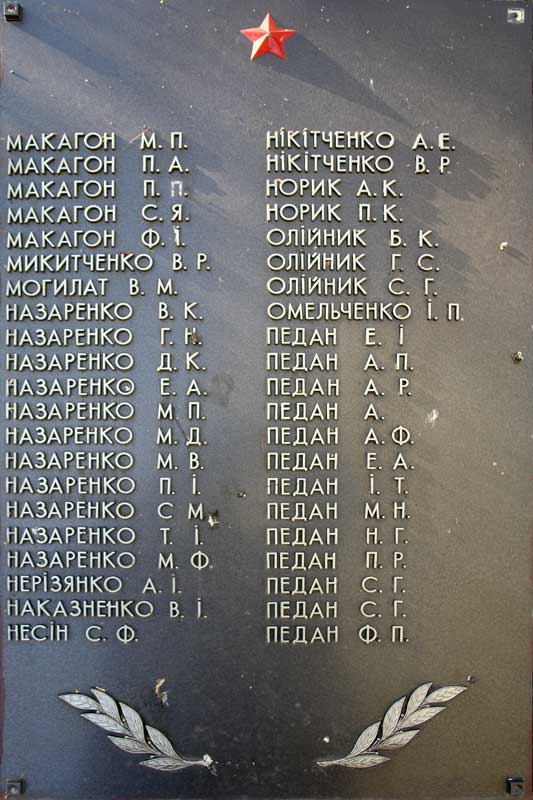 МАКАГОН М. П.
МАКАГОН П. А.
МАКАГОН П. П.
МАКАГОН С. Я.
МАКАГОН Ф. І.
МИКИТЧЕНКО В. Р.
МОГИЛАТ В. М.
НАЗАРЕНКО В. К.
НАЗАРЕНКО Г. Н.
НАЗАРЕНКО Д. К.
НАЗАРЕНКО Е. А.
НАЗАРЕНКО М. П.
НАЗАРЕНКО М. Д.
НАЗАРЕНКО М. В.
НАЗАРЕНКО П. І.
НАЗАРЕНКО С М.
НАЗАРЕНКО Т. І.
НАЗАРЕНКО М. Ф.
НЕРІЗЯНКО А. І.
НАКАЗНЕНКО В. І.
НЕСІН С. Ф.
НІКІТЧЕНКО А. Е.
НІКІТЧЕНКО В. Р.
НОРИК А. К.
НОРИК П. К.
ОЛІЙНИК Б. К.
ОЛІЙНИК Г. С.
ОЛІЙНИК С. Г.
ОМЕЛЬЧЕНКО І. П.
ПЕДАН Е. І
ПЕДАН А. П.
ПЕДАН А. Р.
ПЕДАН А.
ПЕДАН А. Ф.
ПЕДАН Е. А.
ПЕДАН І. Т.
ПЕДАН М. Н.
ПЕДАН Н. Г.
ПЕДАН П. Р.
ПЕДАН С. Г.
ПЕДАН С. Г.
ПЕДАН Ф. П.